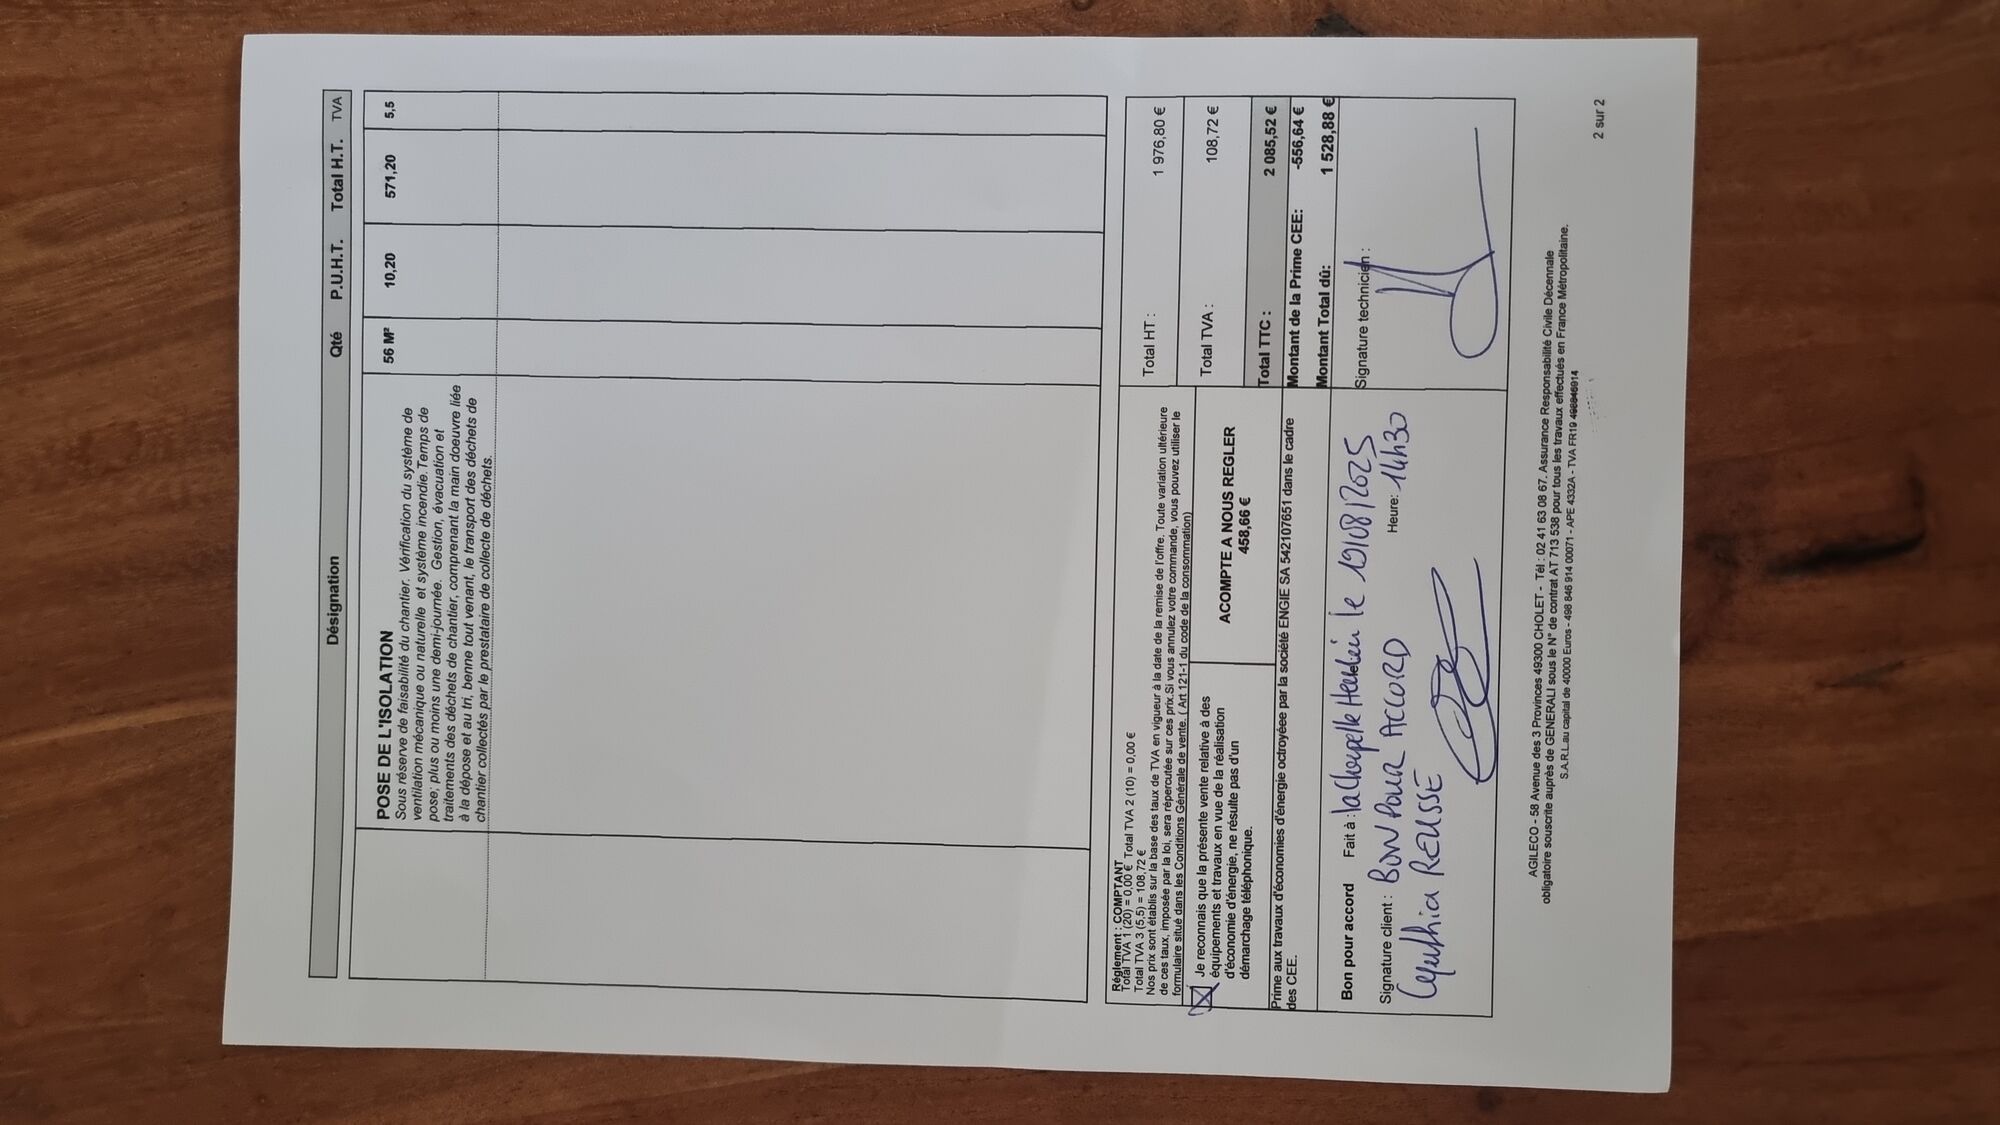 Désignation Qté P.U.H.T. Total H.T. TVA
POSE DE L'ISOLATION 56 M² 10,20 571,20 5,5
Sous réserve de faisabilité du chantier. Vérification du système de
ventilation mécanique ou naturelle et système incendie.Temps de
pose; plus ou moins une demi-journée. Gestion, évacuation et
traitements des déchets de chantier, comprenant la main doeuvre liée
à la dépose et au tri, benne tout venant, le transport des déchets de
chantier collectés par le prestataire de collecte de déchets.
Réglement : COMPTANT
Total TVA 1 (20) = 0,00 € Total TVA 2 (10) = 0,00 €
Total TVA 3 (5,5) = 108,72 €
Nos prix sont établis sur la base des taux de TVA en vigueur à la date de la remise de l'offre. Toute variation ultérieure
de ces taux, imposée par la loi, sera répercutée sur ces prix.Si vous annulez votre commande, vous pouvez utiliser le
formulaire situé dans les Conditions Générale de vente. ( Art 121-1 du code de la consommation)
Total HT : 1 976,80 €
Total TVA : 108,72 €
Total TTC : 2 085,52 €
Montant de la Prime CEE: -556,64 €
Montant Total dû: 1 528,88 €
Je reconnais que la présente vente relative à des
équipements et travaux en vue de la réalisation
d'économie d'énergie, ne résulte pas d'un
démarchage téléphonique.
ACOMPTE A NOUS REGLER
458,66 €
Prime aux travaux d'économies d'énergie octroyéee par la société ENGIE SA 542107651 dans le cadre
des CEE.
Bon pour accord Fait à : la Chapelle Heulin le 19/08/2025
Signature client : BON POUR ACCORD Heure: 14h30
Cynthia REUSSE
Signature technicien :
AGILECO - 58 Avenue des 3 Provinces 49300 CHOLET - Tél : 02 41 63 08 67. Assurance Responsabilité Civile Décennale
obligatoire souscrite auprès de GENERALI sous le N° de contrat AT 713 538 pour tous les travaux effectués en France Métropolitaine.
S.A.R.L.au capital de 40000 Euros - 498 846 914 00071 - APE 4332A - TVA FR19 498846914
2 sur 2